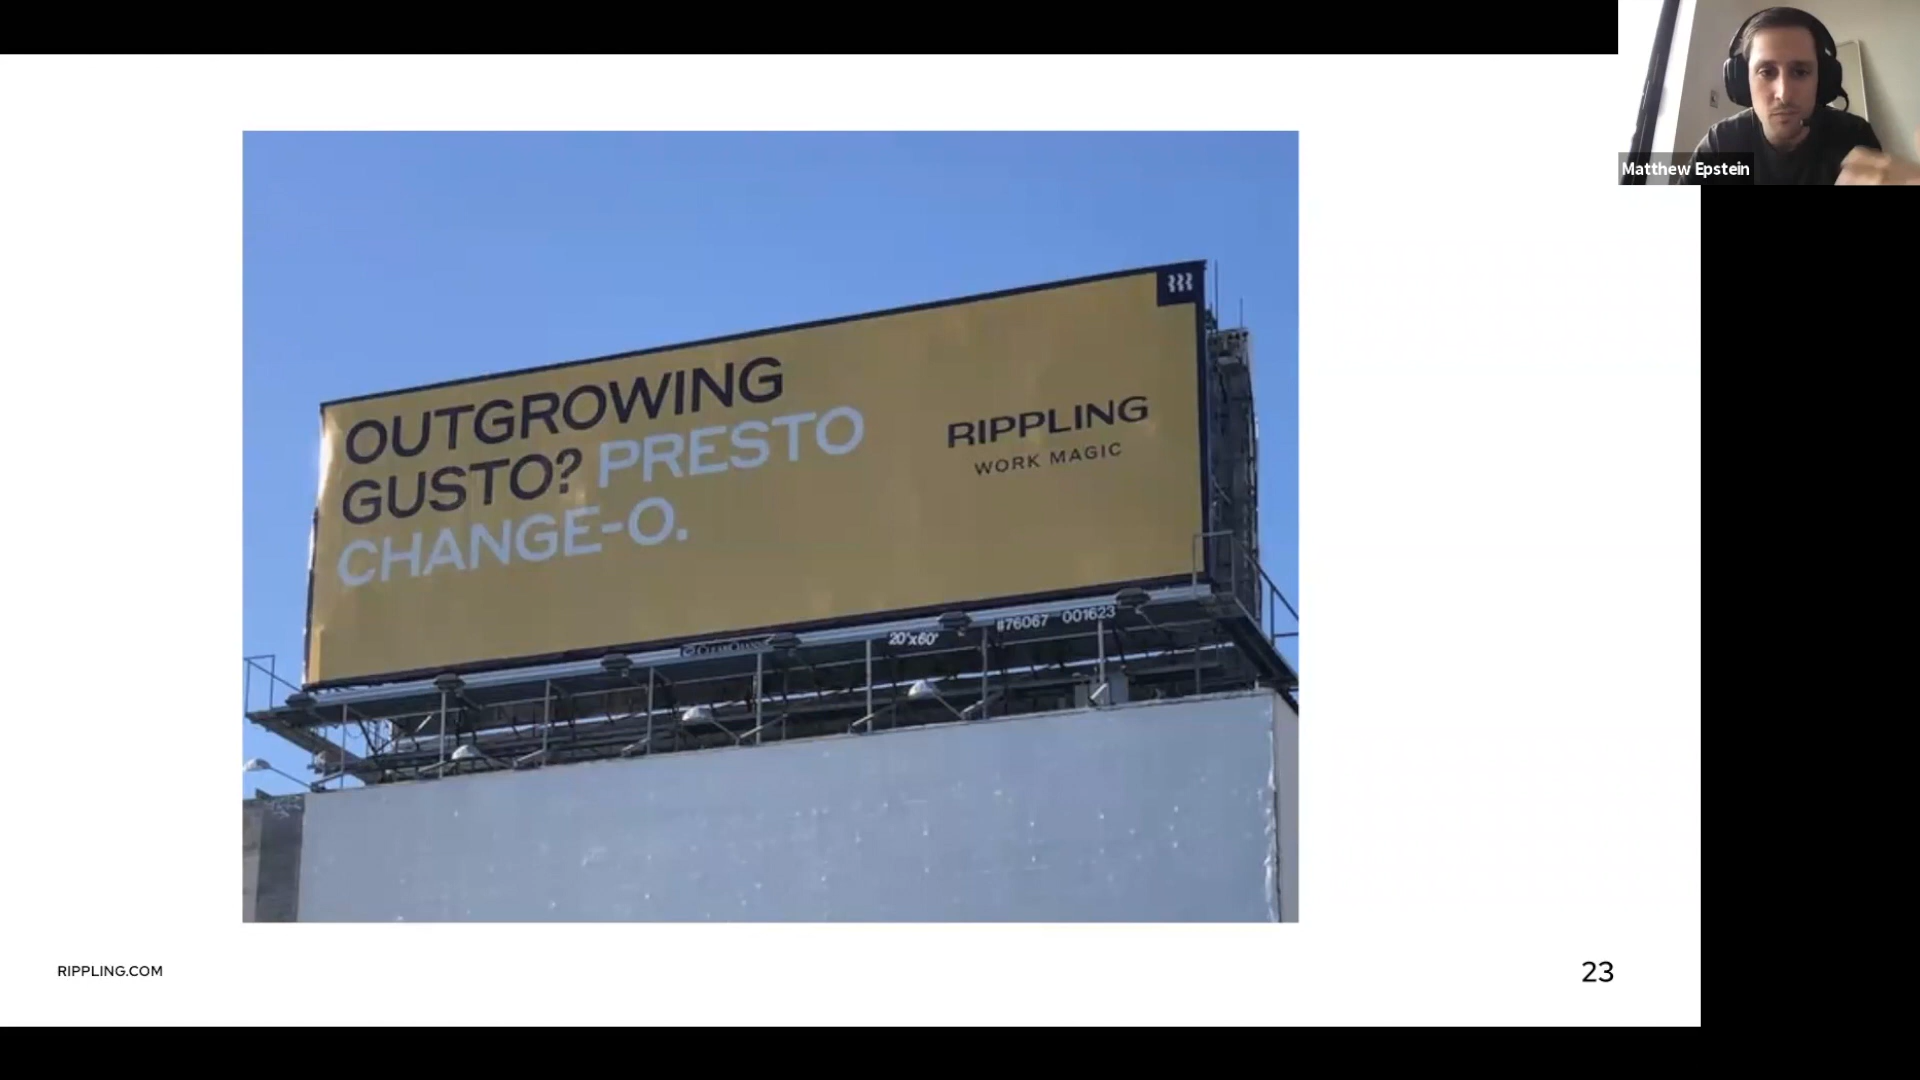 Matthew Epstein
OUTGROWING
GUSTO? PRESTO
CHANGE-O.
RIPPLING
WORK MAGIC
20'x60'
#76067 001623
RIPPLING.COM
23